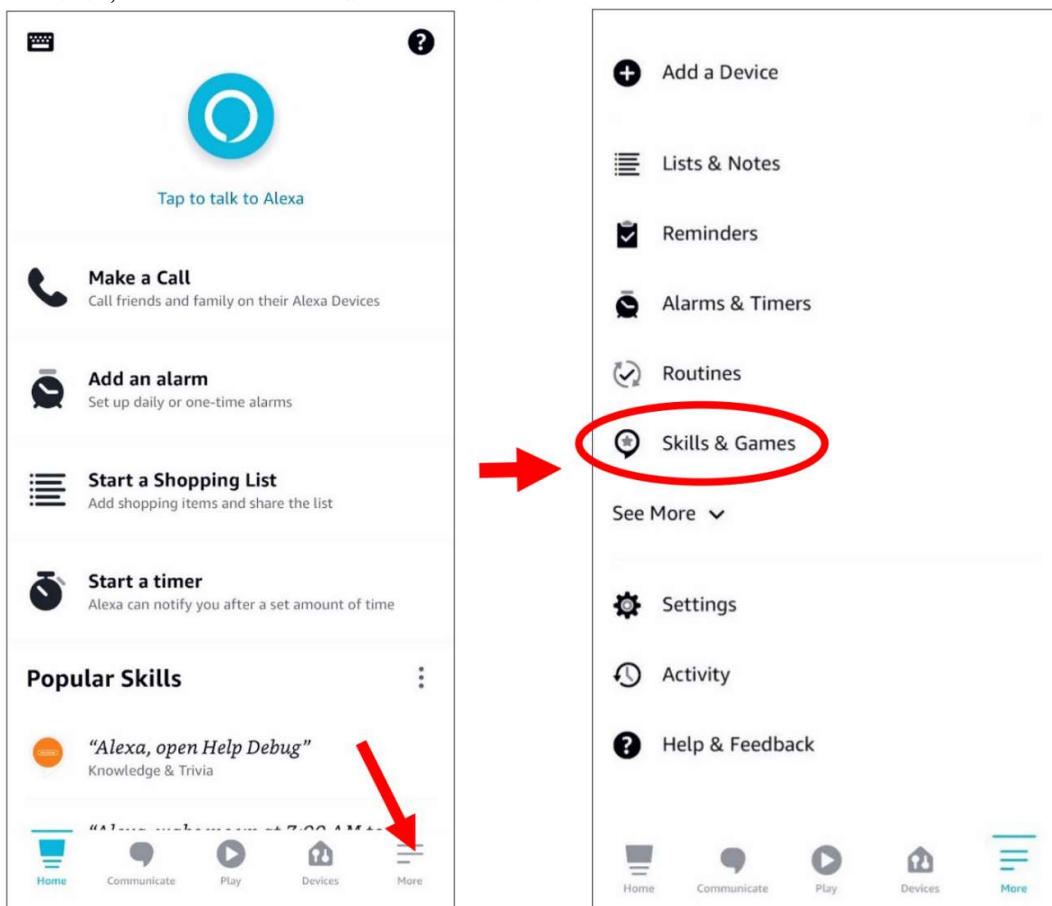 Tap to talk to Alexa
Make a Call
Call friends and family on their Alexa Devices
Add an alarm
Set up daily or one-time alarms
Start a Shopping List
Add shopping items and share the list
Start a timer
Alexa can notify you after a set amount of time
Popular Skills
“Alexa, open Help Debug”
Knowledge & Trivia
Home
Communicate
Play
Devices
More
Add a Device
Lists & Notes
Reminders
Alarms & Timers
Routines
Skills & Games
See More
Settings
Activity
Help & Feedback
Home
Communicate
Play
Devices
More